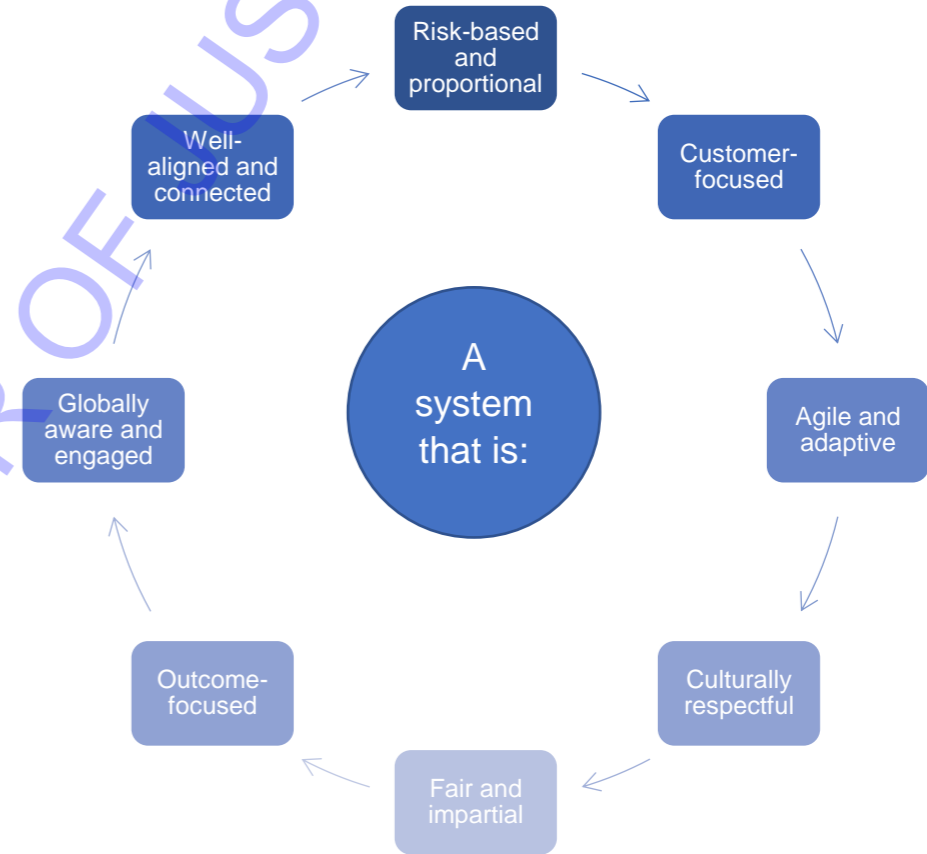 Risk-based
and
proportional
Customer-
focused
Agile and
adaptive
Culturally
respectful
Fair and
impartial
Outcome-
focused
Globally
aware and
engaged
Well-
aligned and
connected
A
system
that is:
OF